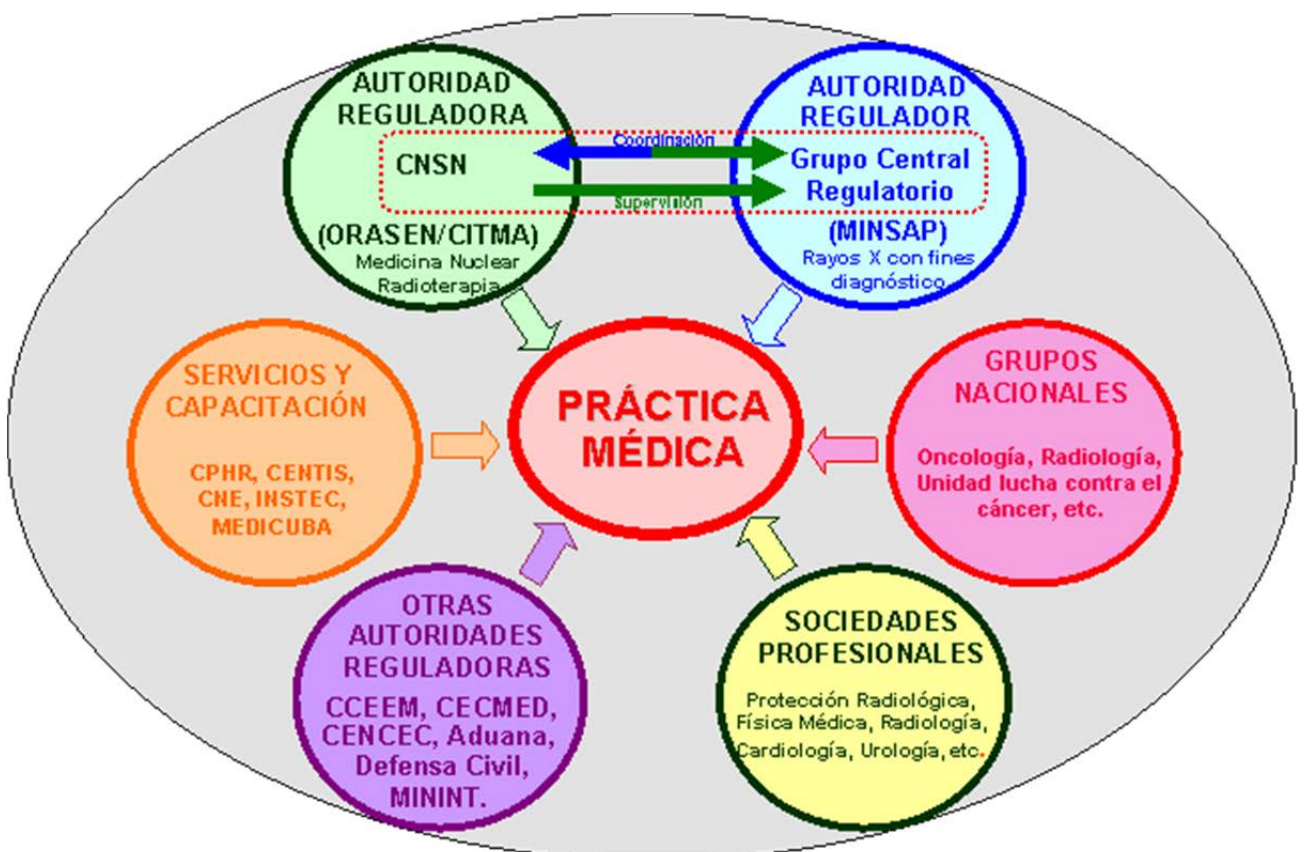 AUTORIDAD
REGULADORA
CNSN
(ORASEN/CITMA)
Medicina Nuclear
Radioterapia
Coordinación
Supervisión
AUTORIDAD
REGULADOR
Grupo Central
Regulatorio
(MINSAP)
Rayos X con fines
diagnóstico
SERVICIOS Y
CAPACITACIÓN
CPHR, CENTIS,
CNE, INSTEC,
MEDICUBA
PRÁCTICA
MÉDICA
GRUPOS
NACIONALES
Oncología, Radiología,
Unidad lucha contra el
cáncer, etc.
OTRAS
AUTORIDADES
REGULADORAS
CCEEM, CECMED,
CENCEC, Aduana,
Defensa Civil,
MININT.
SOCIEDADES
PROFESIONALES
Protección Radiológica,
Física Médica, Radiología,
Cardiología, Urología, etc.